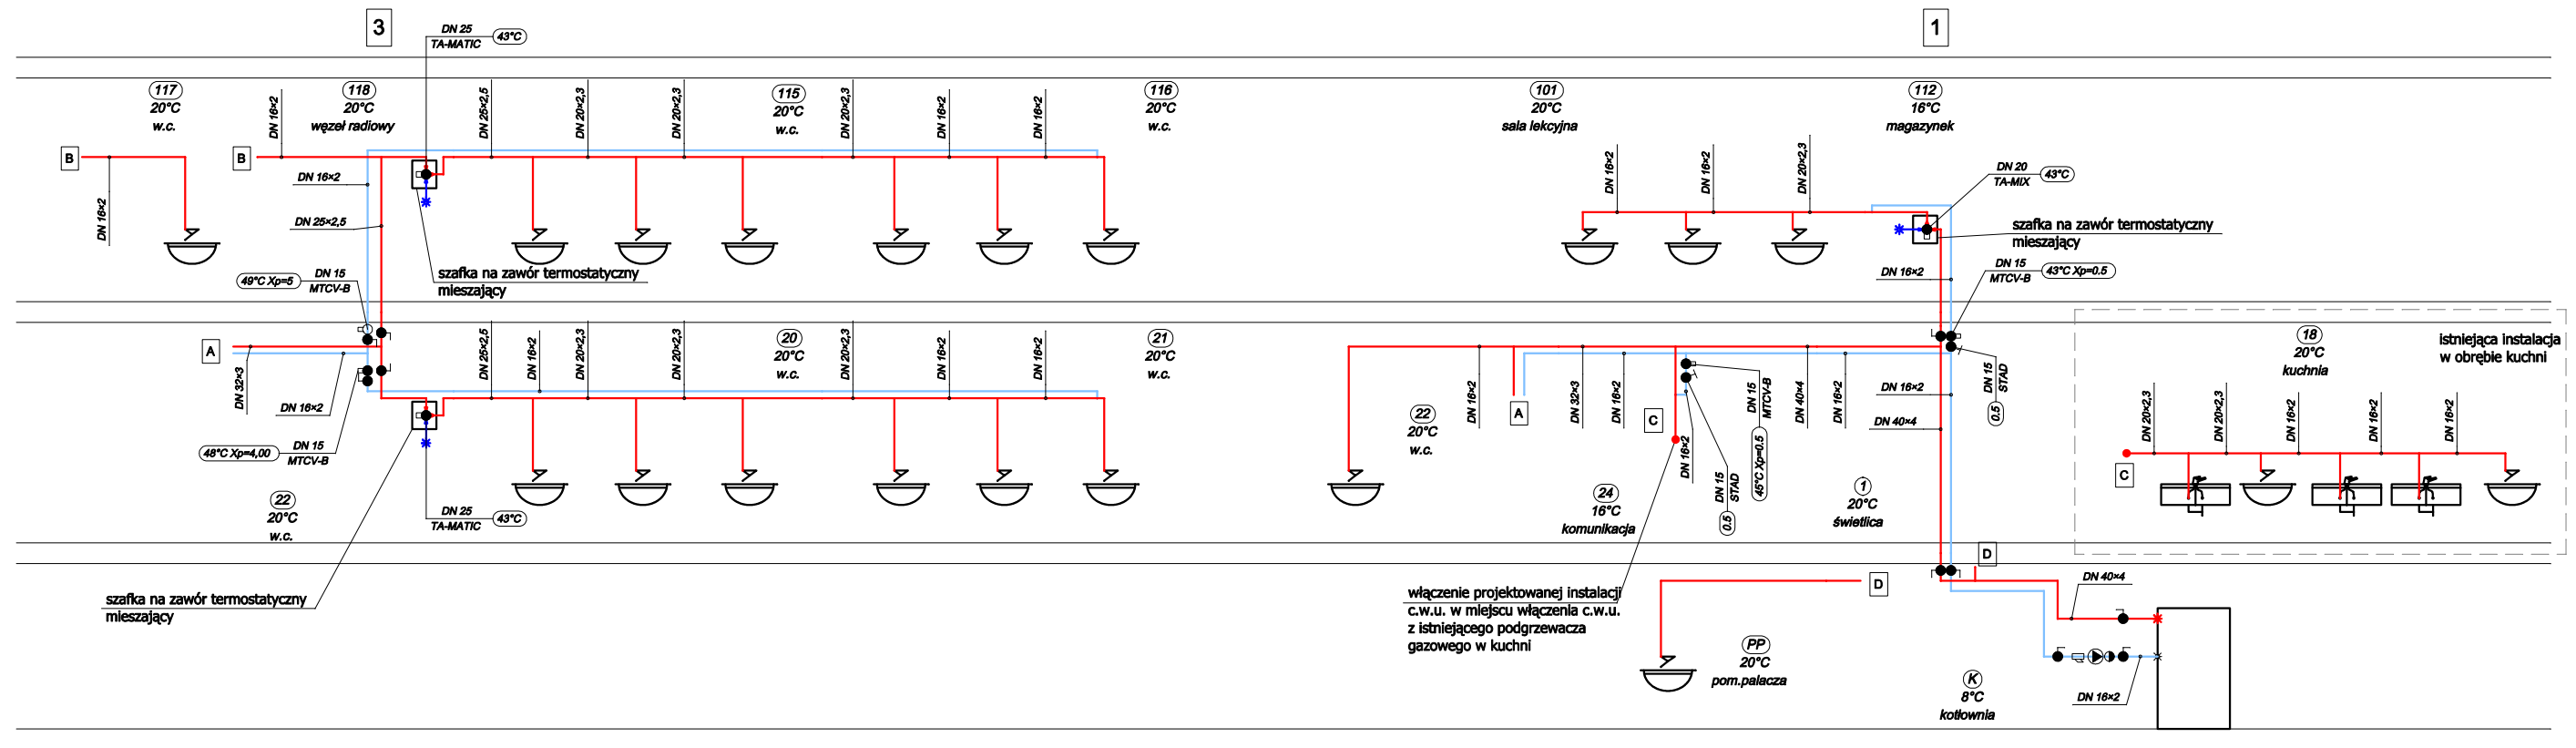 3
1
DN 25
TA-MATIC
43°C
117
20°C
w.c.
DN 16×2
118
20°C
węzeł radiowy
DN 25×2,5
DN 20×2,3
DN 20×2,3
115
20°C
w.c.
DN 20×2,3
DN 16×2
DN 16×2
116
20°C
w.c.
101
20°C
sala lekcyjna
112
16°C
magazynek
B
B
DN 16×2
DN 16×2
DN 25×2,5
DN 16×2
DN 16×2
DN 20×2,3
DN 20
TA-MIX
43°C
szafka na zawór termostatyczny
mieszający
szafka na zawór termostatyczny
mieszający
49°C Xp=5
DN 15
MTCV-B
DN 16×2
DN 15
MTCV-B
43°C Xp=0.5
A
DN 32×3
DN 16×2
48°C Xp=4,00
DN 15
MTCV-B
DN 25×2,5
DN 16×2
DN 20×2,3
DN 20×2,3
20
20°C
w.c.
DN 20×2,3
DN 16×2
DN 16×2
21
20°C
w.c.
22
20°C
w.c.
DN 16×2
A
DN 32×3
DN 16×2
C
DN 16×2
DN 15
STAD
0.5
DN 15
MTCV-B
45°C Xp=0.5
DN 40×4
DN 16×2
DN 16×2
DN 40×4
DN 15
STAD
0.5
18
20°C
kuchnia
istniejąca instalacja
w obrębie kuchni
DN 20×2,3
DN 20×2,3
DN 16×2
DN 16×2
DN 16×2
C
22
20°C
w.c.
DN 25
TA-MATIC
43°C
24
16°C
komunikacja
1
20°C
świetlica
szafka na zawór termostatyczny
mieszający
włączenie projektowanej instalacji
c.w.u. w miejscu włączenia c.w.u.
z istniejącego podgrzewacza
gazowego w kuchni
D
D
DN 40×4
PP
20°C
pom.palacza
K
8°C
kotłownia
DN 16×2